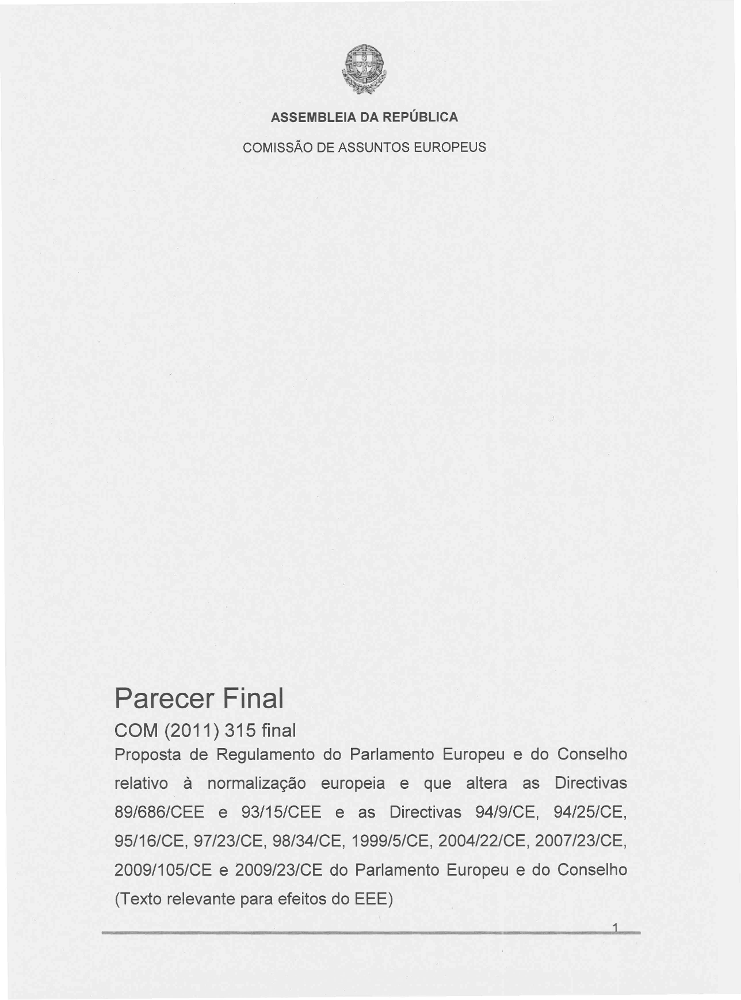 ASSEMBLEIA DA REPÚBLICA
COMISSÃO DE ASSUNTOS EUROPEUS
Parecer Final
COM (2011) 315 final
Proposta de Regulamento do Parlamento Europeu e do Conselho
relativo à normalização europeia e que altera as Directivas
89/686/CEE e 93/15/CEE e as Directivas 94/9/CE, 94/25/CE,
95/16/CE, 97/23/CE, 98/34/CE, 1999/5/CE, 2004/22/CE, 2007/23/CE,
2009/105/CE e 2009/23/CE do Parlamento Europeu e do Conselho
(Texto relevante para efeitos do EEE)
1